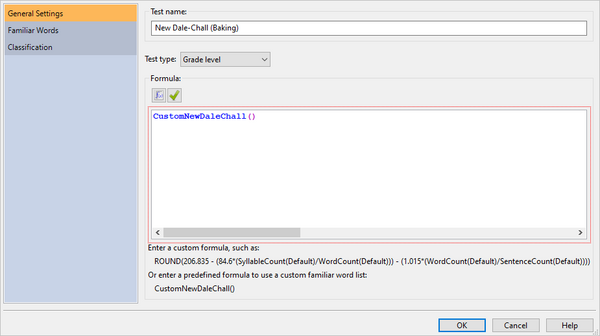 General Settings
Familiar Words
Classification
Test name:
New Dale-Chall (Baking)
Test type: Grade level
Formula:
CustomNewDaleChall()
Enter a custom formula, such as:
ROUND(206.835 - (84.6*(SyllableCount(Default)/WordCount(Default))) - (1.015*(WordCount(Default)/SentenceCount(Default))))
Or enter a predefined formula to use a custom familiar word list:
CustomNewDaleChall()
OK Cancel Help